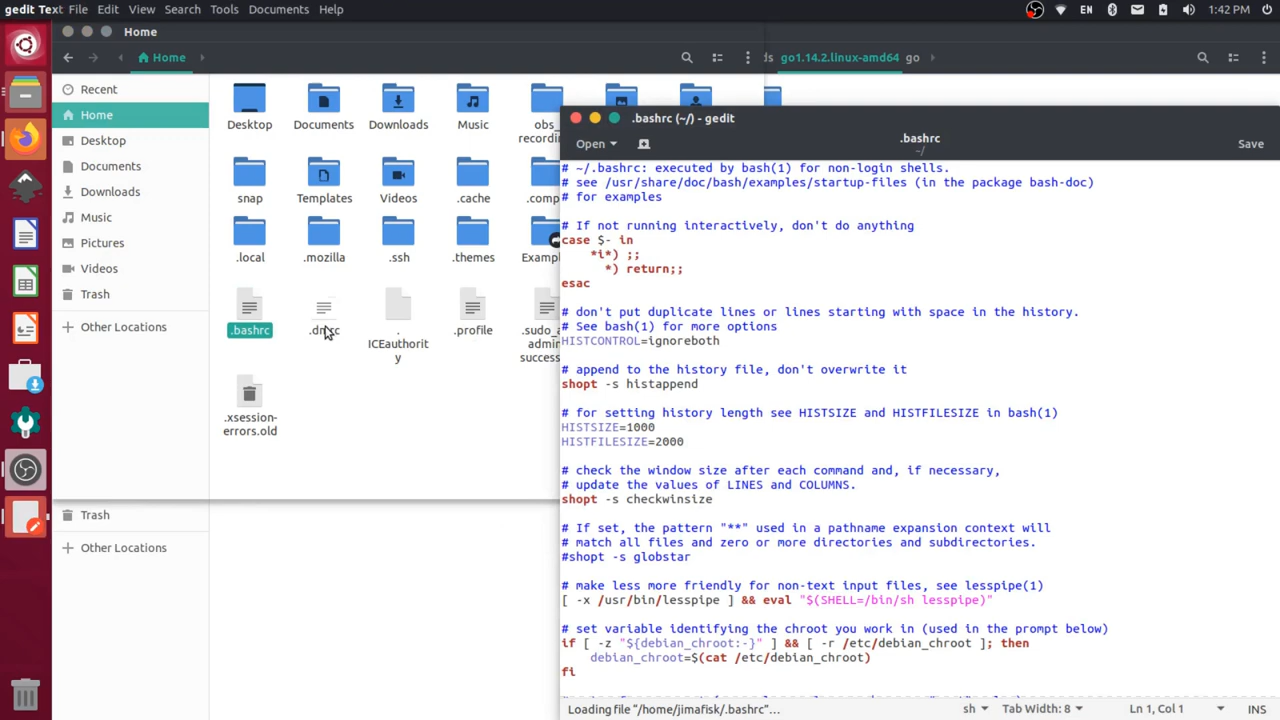 gedit Text File Edit View Search Tools Documents Help
EN 1:42 PM
Home
Home
ds go1.14.2.linux-amd64 go
Recent
Home
Desktop
Documents
Downloads
Music
Pictures
Videos
Trash
Other Locations
Trash
Other Locations
Desktop Documents Downloads Music obs_
recordin
snap Templates Videos .cache .comp
.local .mozilla .ssh .themes Exampl
.bashrc .dmrc . .profile .sudo_a
ICEauthorit admin_
y success
.xsession-
errors.old
.bashrc (~/) - gedit
Open .bashrc Save
~/
# ~/.bashrc: executed by bash(1) for non-login shells.
# see /usr/share/doc/bash/examples/startup-files (in the package bash-doc)
# for examples
# If not running interactively, don't do anything
case $- in
*i*) ;;
*) return;;
esac
# don't put duplicate lines or lines starting with space in the history.
# See bash(1) for more options
HISTCONTROL=ignoreboth
# append to the history file, don't overwrite it
shopt -s histappend
# for setting history length see HISTSIZE and HISTFILESIZE in bash(1)
HISTSIZE=1000
HISTFILESIZE=2000
# check the window size after each command and, if necessary,
# update the values of LINES and COLUMNS.
shopt -s checkwinsize
# If set, the pattern "**" used in a pathname expansion context will
# match all files and zero or more directories and subdirectories.
#shopt -s globstar
# make less more friendly for non-text input files, see lesspipe(1)
[ -x /usr/bin/lesspipe ] && eval "$(SHELL=/bin/sh lesspipe)"
# set variable identifying the chroot you work in (used in the prompt below)
if [ -z "${debian_chroot:-}" ] && [ -r /etc/debian_chroot ]; then
debian_chroot=$(cat /etc/debian_chroot)
fi
Loading file "/home/jimafisk/.bashrc"... sh Tab Width: 8 Ln 1, Col 1 INS